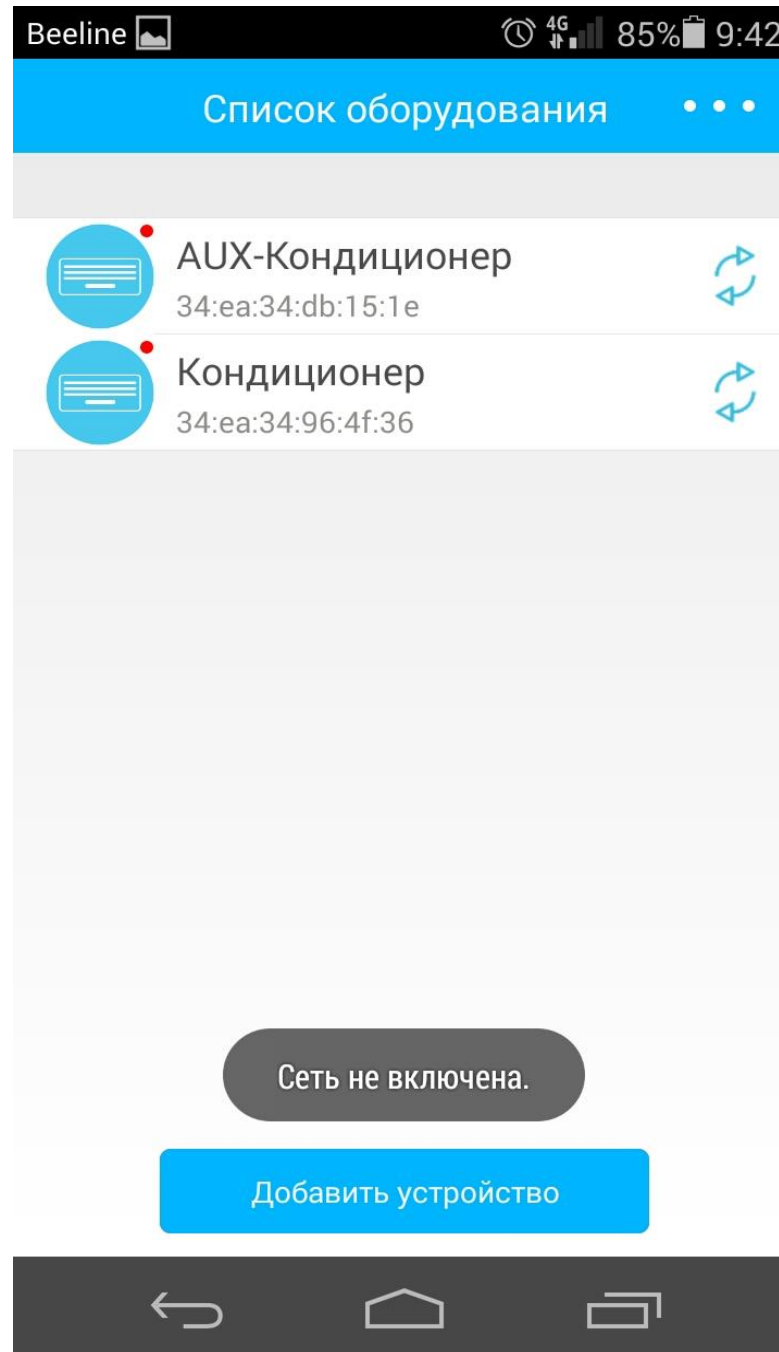 Beeline 4G 85% 9:42
Список оборудования
AUX-Кондиционер
34:ea:34:db:15:1e
Кондиционер
34:ea:34:96:4f:36
Сеть не включена.
Добавить устройство